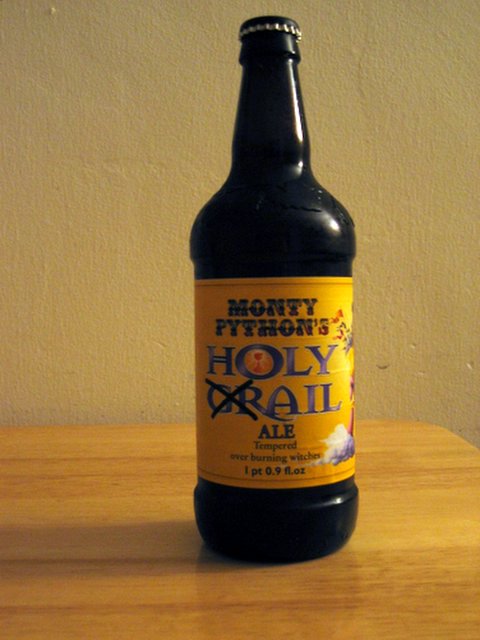 MONTY
PYTHON'S
HOLY
GRAIL
ALE
Tempered
over burning witches
1 pt 0.9 fl.oz